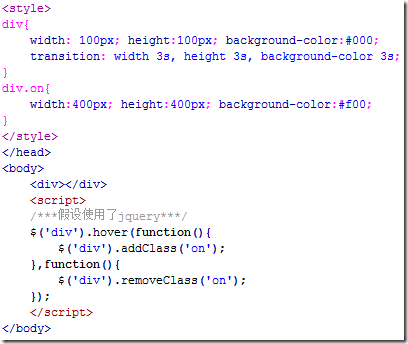 <style>
div{
    width: 100px; height:100px; background-color:#000;
    transition: width 3s, height 3s, background-color 3s;
}
div.on{
    width:400px; height:400px; background-color:#f00;
}
</style>
</head>
<body>
    <div></div>
    <script>
    /***假设使用了jquery***/
    $('div').hover(function(){
        $('div').addClass('on');
    },function(){
        $('div').removeClass('on');
    });
    </script>
</body>